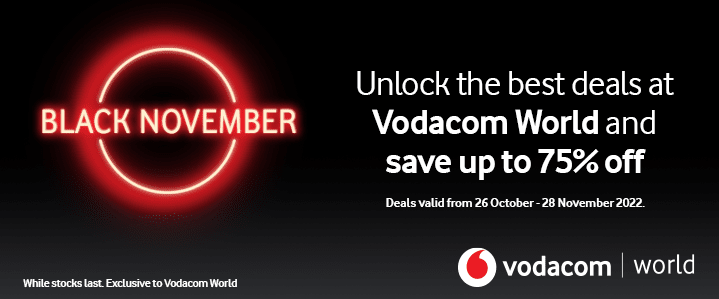 BLACK NOVEMBER
Unlock the best deals at
Vodacom World and
save up to 75% off
Deals valid from 26 October - 28 November 2022.
While stocks last. Exclusive to Vodacom World
vodacom | world